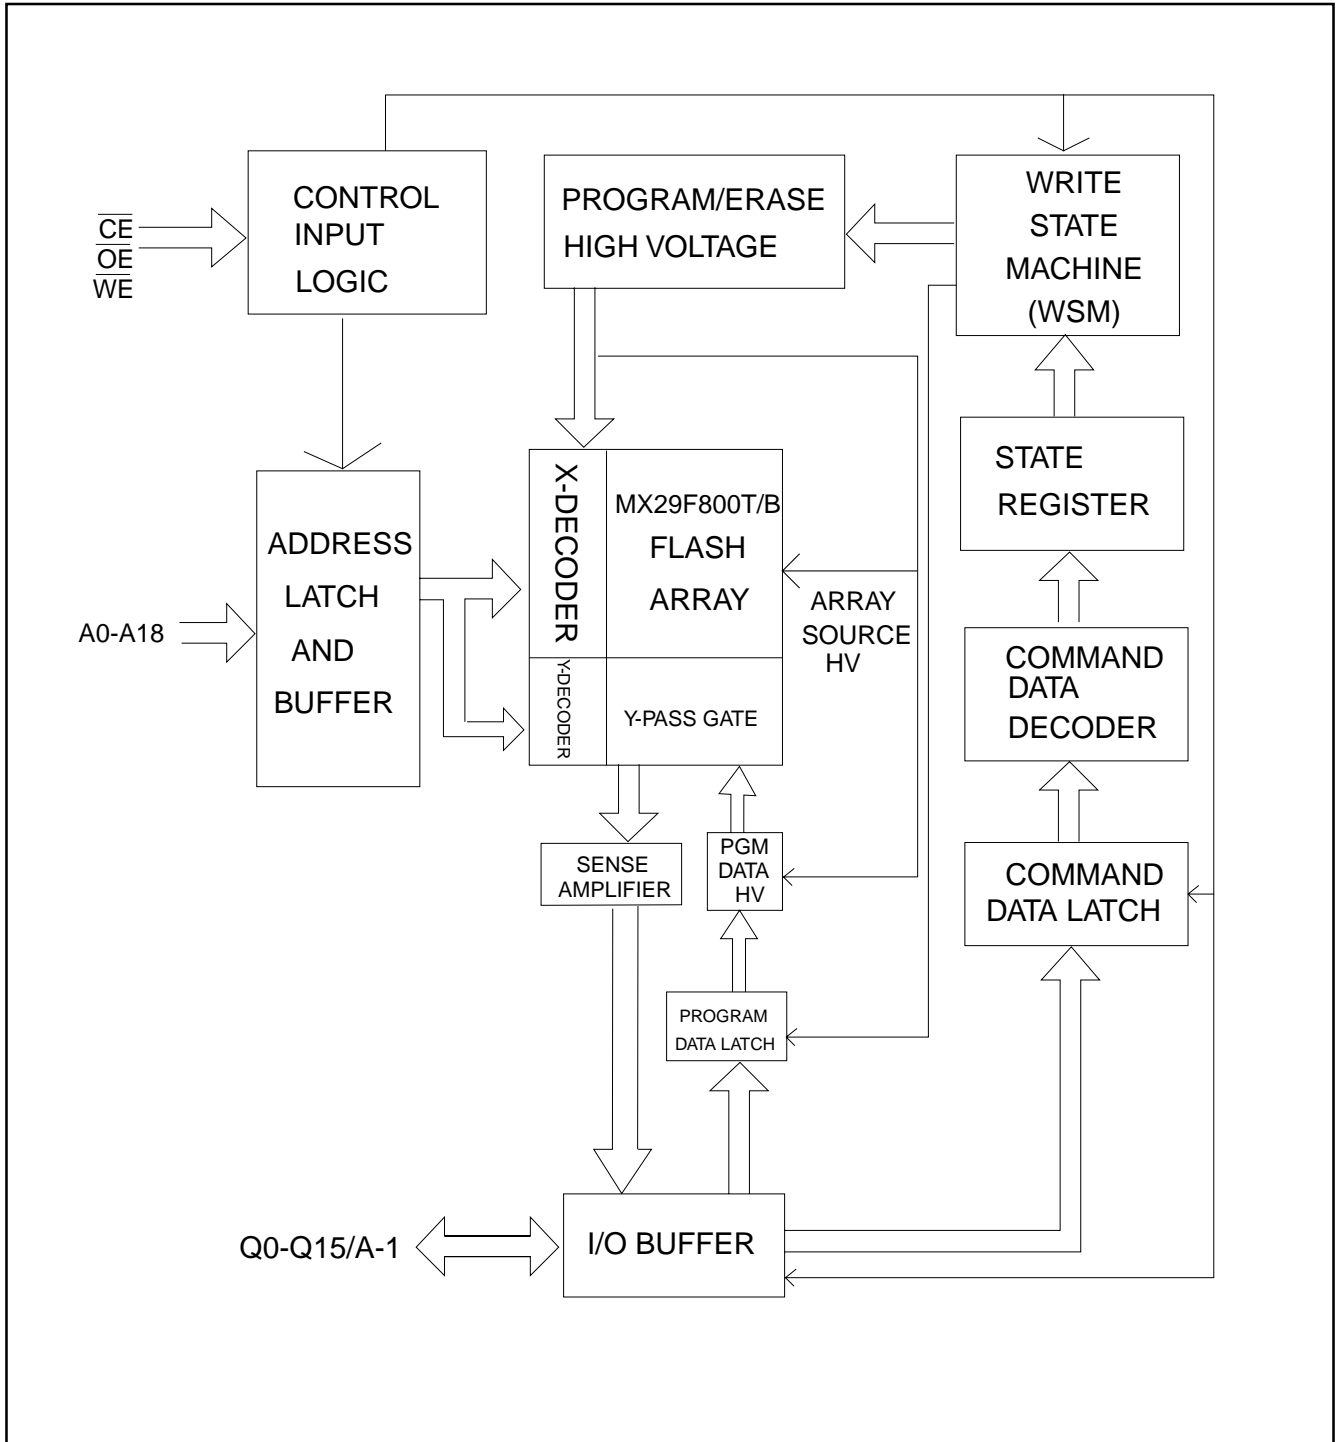 CONTROL
INPUT
LOGIC
PROGRAM/ERASE
HIGH VOLTAGE
WRITE
STATE
MACHINE
(WSM)
CE
OE
WE
STATE
REGISTER
X-DECODER
MX29F800T/B
FLASH
ARRAY
ADDRESS
LATCH
AND
BUFFER
A0-A18
ARRAY
SOURCE
HV
COMMAND
DATA
DECODER
Y-DECODER
Y-PASS GATE
SENSE
AMPLIFIER
PGM
DATA
HV
COMMAND
DATA LATCH
PROGRAM
DATA LATCH
Q0-Q15/A-1
I/O BUFFER